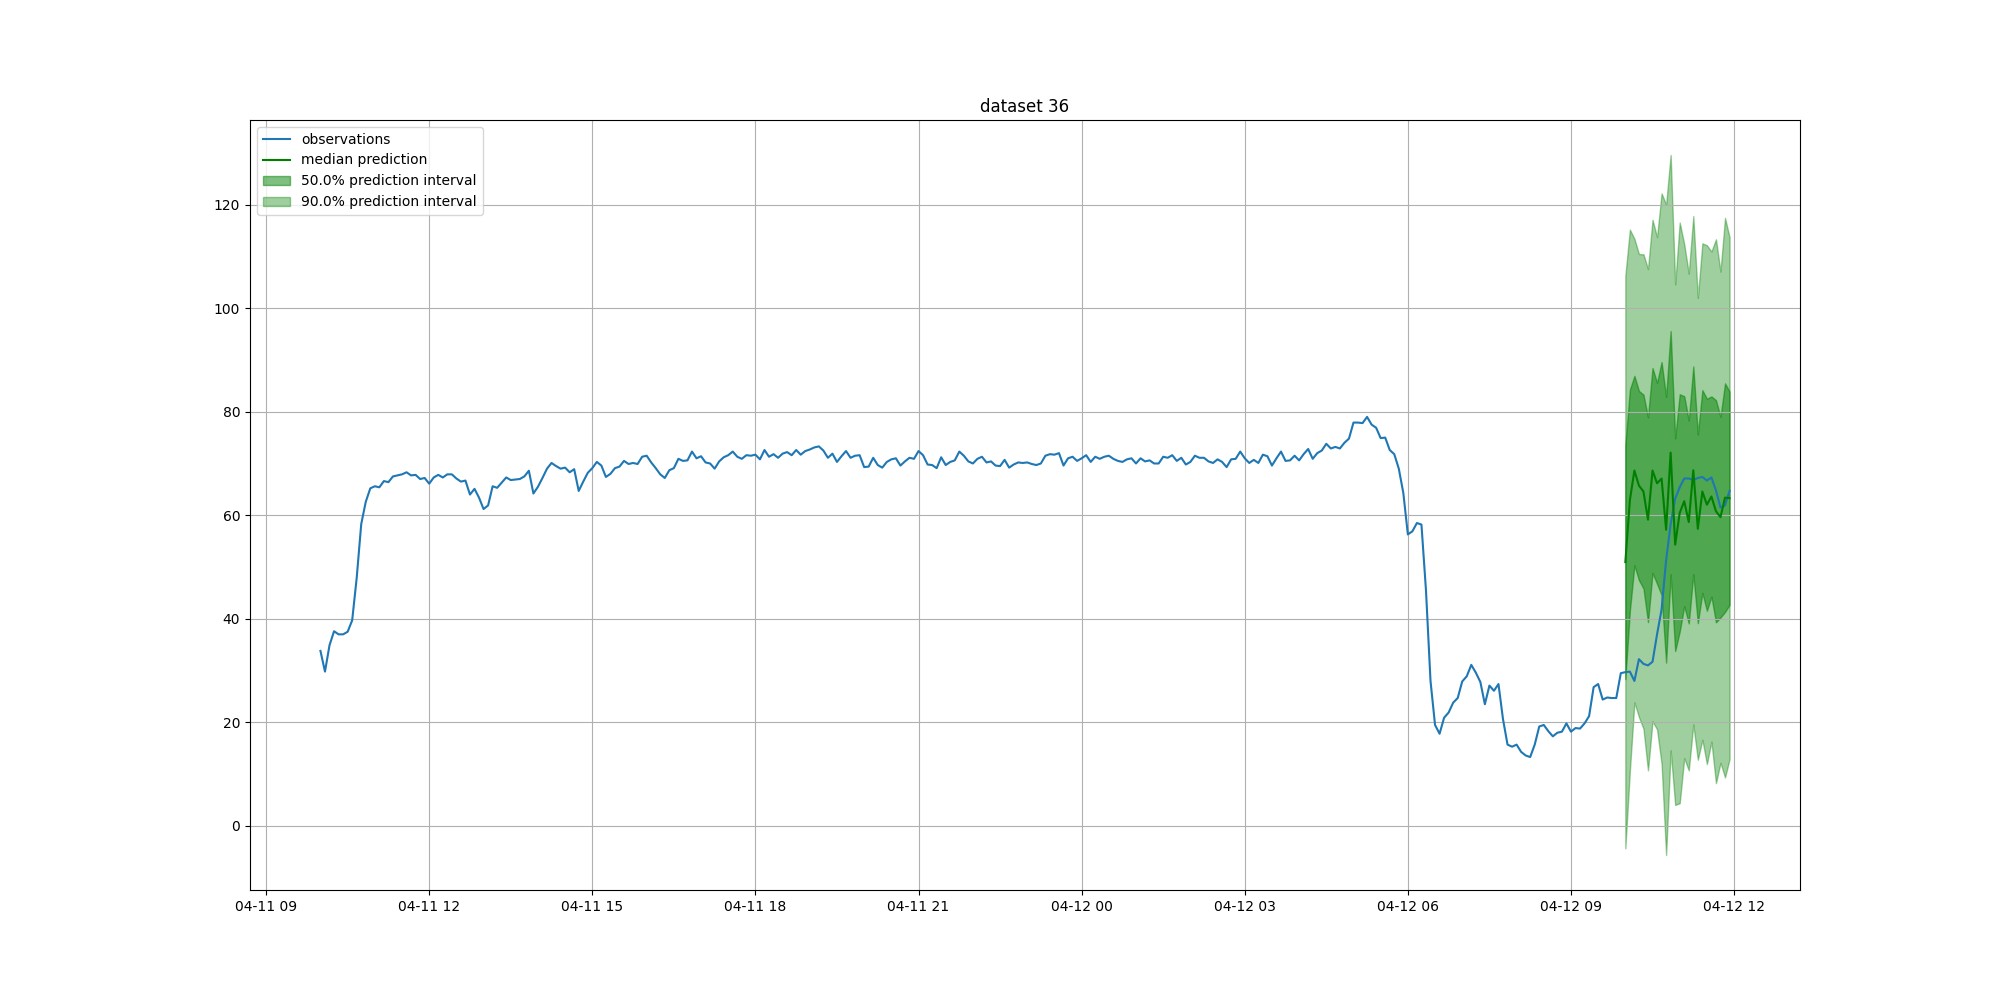 dataset 36
observations
median prediction
50.0% prediction interval
90.0% prediction interval
120
100
80
60
40
20
0
04-11 09 04-11 12 04-11 15 04-11 18 04-11 21 04-12 00 04-12 03 04-12 06 04-12 09 04-12 12